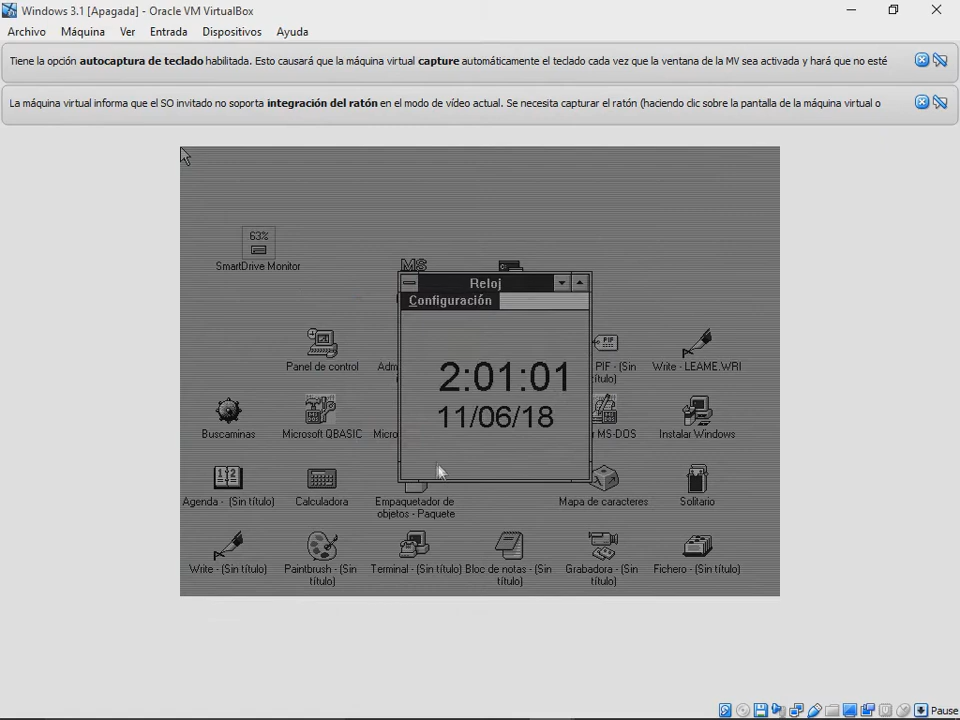 Windows 3.1 [Apagada] - Oracle VM VirtualBox
Archivo Máquina Ver Entrada Dispositivos Ayuda
Tiene la opción autocaptura de teclado habilitada. Esto causará que la máquina virtual capture automáticamente el teclado cada vez que la ventana de la MV sea activada y hará que no esté
La máquina virtual informa que el SO invitado no soporta integración del ratón en el modo de vídeo actual. Se necesita capturar el ratón (haciendo clic sobre la pantalla de la máquina virtual o
63%
SmartDrive Monitor
MS
Reloj
Configuración
2:01:01
11/06/18
Panel de control
Adm
PIF
PIF - (Sin título)
Write - LEAME.WRI
Buscaminas
Microsoft QBASIC
Micro
MS-DOS
Instalar Windows
Agenda - (Sin título)
Calculadora
Empaquetador de objetos - Paquete
Mapa de caracteres
Solitario
Write - (Sin título)
Paintbrush - (Sin título)
Terminal - (Sin título)
Bloc de notas - (Sin título)
Grabadora - (Sin título)
Fichero - (Sin título)
Pause